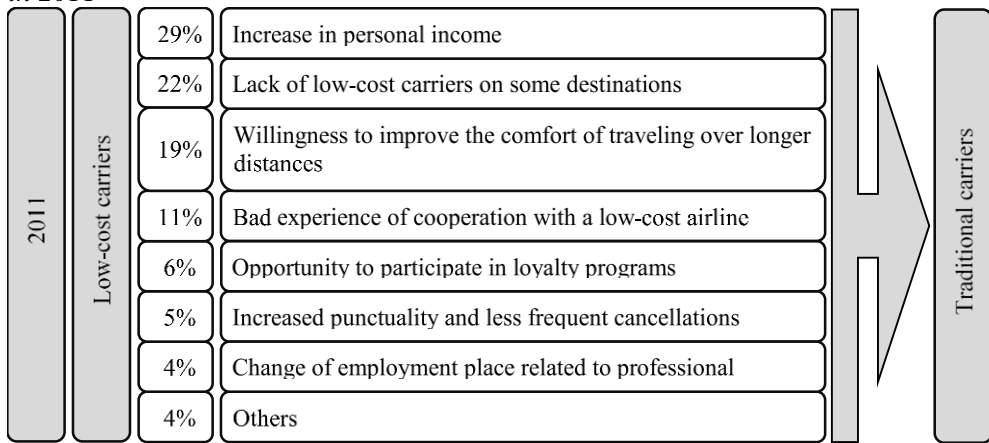 in 2011
29% Increase in personal income
22% Lack of low-cost carriers on some destinations
19% Willingness to improve the comfort of traveling over longer
distances
11% Bad experience of cooperation with a low-cost airline
6% Opportunity to participate in loyalty programs
5% Increased punctuality and less frequent cancellations
4% Change of employment place related to professional
4% Others
2011
Low-cost carriers
Traditional carriers